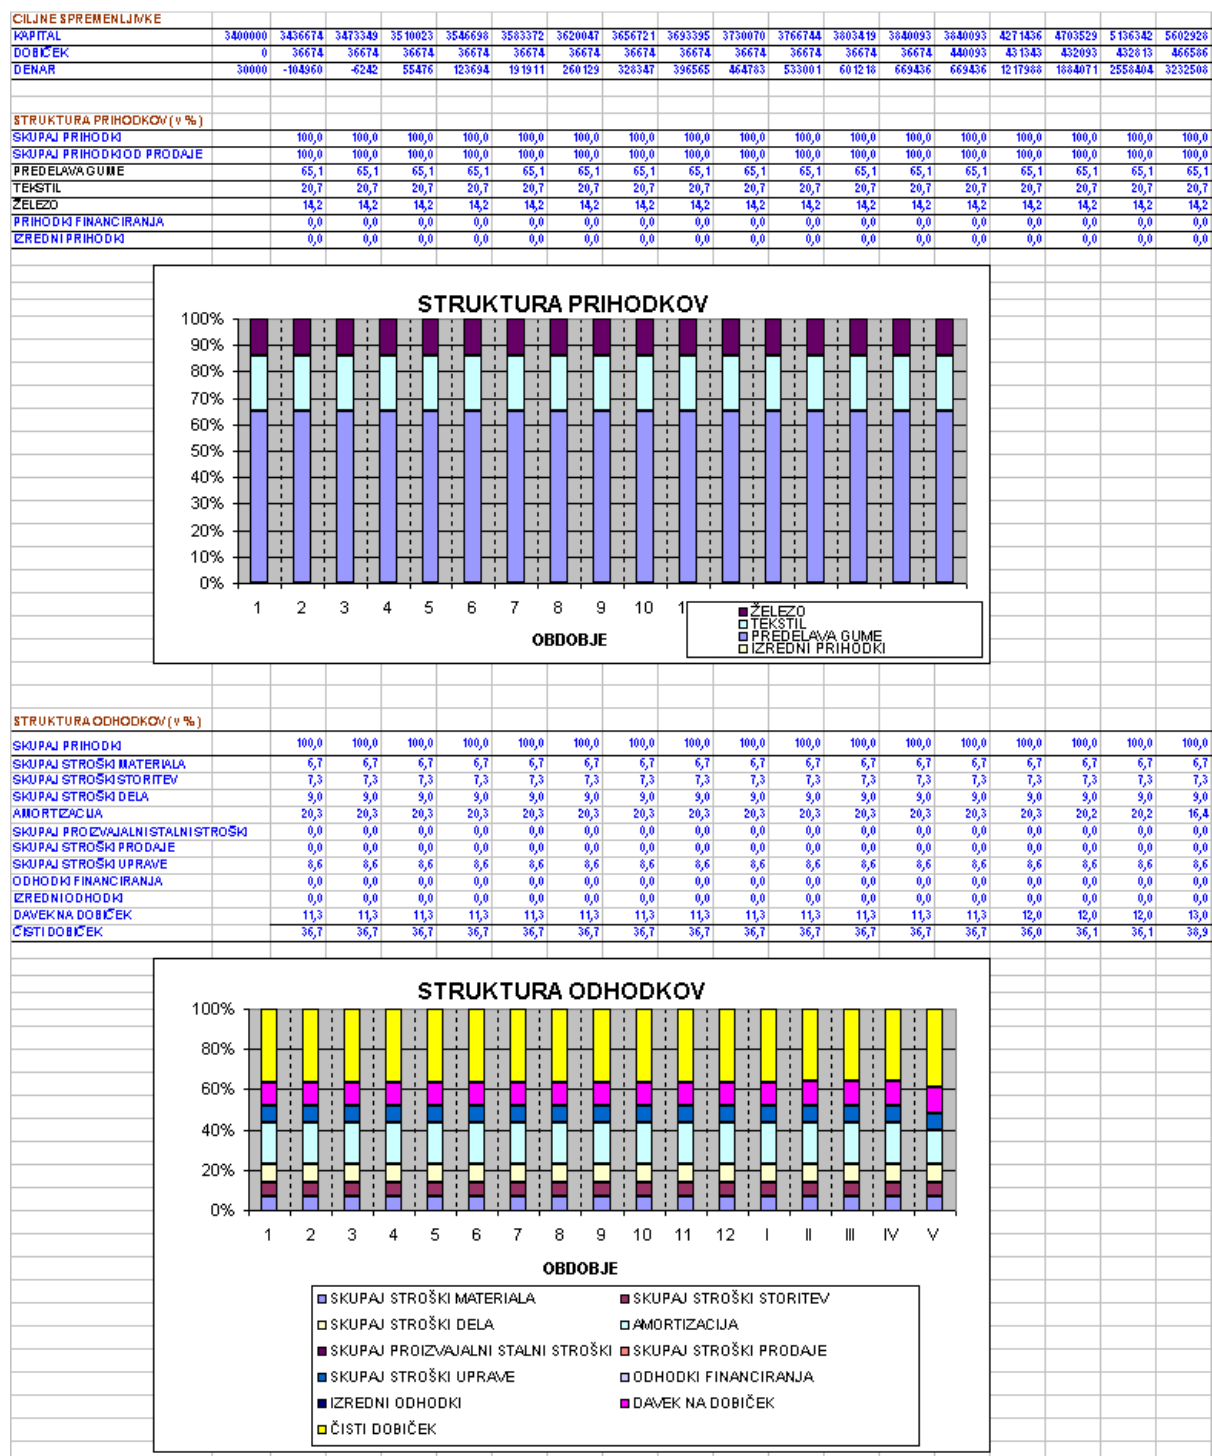 CILJNE SPREMENLJIVKE
KAPITAL 3400000 3436674 3473349 3510023 3546698 3583372 3620047 3656721 3693395 3730070 3766744 3803419 3840093 3840093 4271436 4703529 5136342 5602928
DOBIČEK 0 36674 36674 36674 36674 36674 36674 36674 36674 36674 36674 36674 36674 440093 431343 432093 432813 466586
DENAR 30000 -104960 -6242 55476 123694 191911 260129 328347 396565 464783 533001 601218 669436 669436 1217988 1884071 2558404 3232508
STRUKTURA PRIHODKOV (v %)
SKUPAJ PRIHODKI 100,0 100,0 100,0 100,0 100,0 100,0 100,0 100,0 100,0 100,0 100,0 100,0 100,0 100,0 100,0 100,0 100,0
SKUPAJ PRIHODKI OD PRODAJE 100,0 100,0 100,0 100,0 100,0 100,0 100,0 100,0 100,0 100,0 100,0 100,0 100,0 100,0 100,0 100,0 100,0
PREDELAVA GUME 65,1 65,1 65,1 65,1 65,1 65,1 65,1 65,1 65,1 65,1 65,1 65,1 65,1 65,1 65,1 65,1 65,1
TEKSTIL 20,7 20,7 20,7 20,7 20,7 20,7 20,7 20,7 20,7 20,7 20,7 20,7 20,7 20,7 20,7 20,7 20,7
ŽELEZO 14,2 14,2 14,2 14,2 14,2 14,2 14,2 14,2 14,2 14,2 14,2 14,2 14,2 14,2 14,2 14,2 14,2
PRIHODKI FINANCIRANJA 0,0 0,0 0,0 0,0 0,0 0,0 0,0 0,0 0,0 0,0 0,0 0,0 0,0 0,0 0,0 0,0 0,0
IZREDNI PRIHODKI 0,0 0,0 0,0 0,0 0,0 0,0 0,0 0,0 0,0 0,0 0,0 0,0 0,0 0,0 0,0 0,0 0,0
STRUKTURA PRIHODKOV
100%
90%
80%
70%
60%
50%
40%
30%
20%
10%
0%
1 2 3 4 5 6 7 8 9 10 1
OBDOBJE
ŽELEZO
TEKSTIL
PREDELAVA GUME
IZREDNI PRIHODKI
STRUKTURA ODHODKOV (v %)
SKUPAJ PRIHODKI 100,0 100,0 100,0 100,0 100,0 100,0 100,0 100,0 100,0 100,0 100,0 100,0 100,0 100,0 100,0 100,0 100,0
SKUPAJ STROŠKI MATERIALA 6,7 6,7 6,7 6,7 6,7 6,7 6,7 6,7 6,7 6,7 6,7 6,7 6,7 6,7 6,7 6,7 6,7
SKUPAJ STROŠKI STORITEV 7,3 7,3 7,3 7,3 7,3 7,3 7,3 7,3 7,3 7,3 7,3 7,3 7,3 7,3 7,3 7,3 7,3
SKUPAJ STROŠKI DELA 9,0 9,0 9,0 9,0 9,0 9,0 9,0 9,0 9,0 9,0 9,0 9,0 9,0 9,0 9,0 9,0 9,0
AMORTIZACIJA 20,3 20,3 20,3 20,3 20,3 20,3 20,3 20,3 20,3 20,3 20,3 20,3 20,3 20,3 20,2 20,2 16,4
SKUPAJ PROIZVAJALNI STALNI STROŠKI 0,0 0,0 0,0 0,0 0,0 0,0 0,0 0,0 0,0 0,0 0,0 0,0 0,0 0,0 0,0 0,0 0,0
SKUPAJ STROŠKI PRODAJE 0,0 0,0 0,0 0,0 0,0 0,0 0,0 0,0 0,0 0,0 0,0 0,0 0,0 0,0 0,0 0,0 0,0
SKUPAJ STROŠKI UPRAVE 8,6 8,6 8,6 8,6 8,6 8,6 8,6 8,6 8,6 8,6 8,6 8,6 8,6 8,6 8,6 8,6 8,6
ODHODKI FINANCIRANJA 0,0 0,0 0,0 0,0 0,0 0,0 0,0 0,0 0,0 0,0 0,0 0,0 0,0 0,0 0,0 0,0 0,0
IZREDNI ODHODKI 0,0 0,0 0,0 0,0 0,0 0,0 0,0 0,0 0,0 0,0 0,0 0,0 0,0 0,0 0,0 0,0 0,0
DAVEK NA DOBIČEK 11,3 11,3 11,3 11,3 11,3 11,3 11,3 11,3 11,3 11,3 11,3 11,3 11,3 12,0 12,0 12,0 13,0
ČISTI DOBIČEK 36,7 36,7 36,7 36,7 36,7 36,7 36,7 36,7 36,7 36,7 36,7 36,7 36,7 36,0 36,1 36,1 38,9
STRUKTURA ODHODKOV
100%
80%
60%
40%
20%
0%
1 2 3 4 5 6 7 8 9 10 11 12 I II III IV V
OBDOBJE
SKUPAJ STROŠKI MATERIALA SKUPAJ STROŠKI STORITEV
SKUPAJ STROŠKI DELA AMORTIZACIJA
SKUPAJ PROIZVAJALNI STALNI STROŠKI SKUPAJ STROŠKI PRODAJE
SKUPAJ STROŠKI UPRAVE ODHODKI FINANCIRANJA
IZREDNI ODHODKI DAVEK NA DOBIČEK
ČISTI DOBIČEK